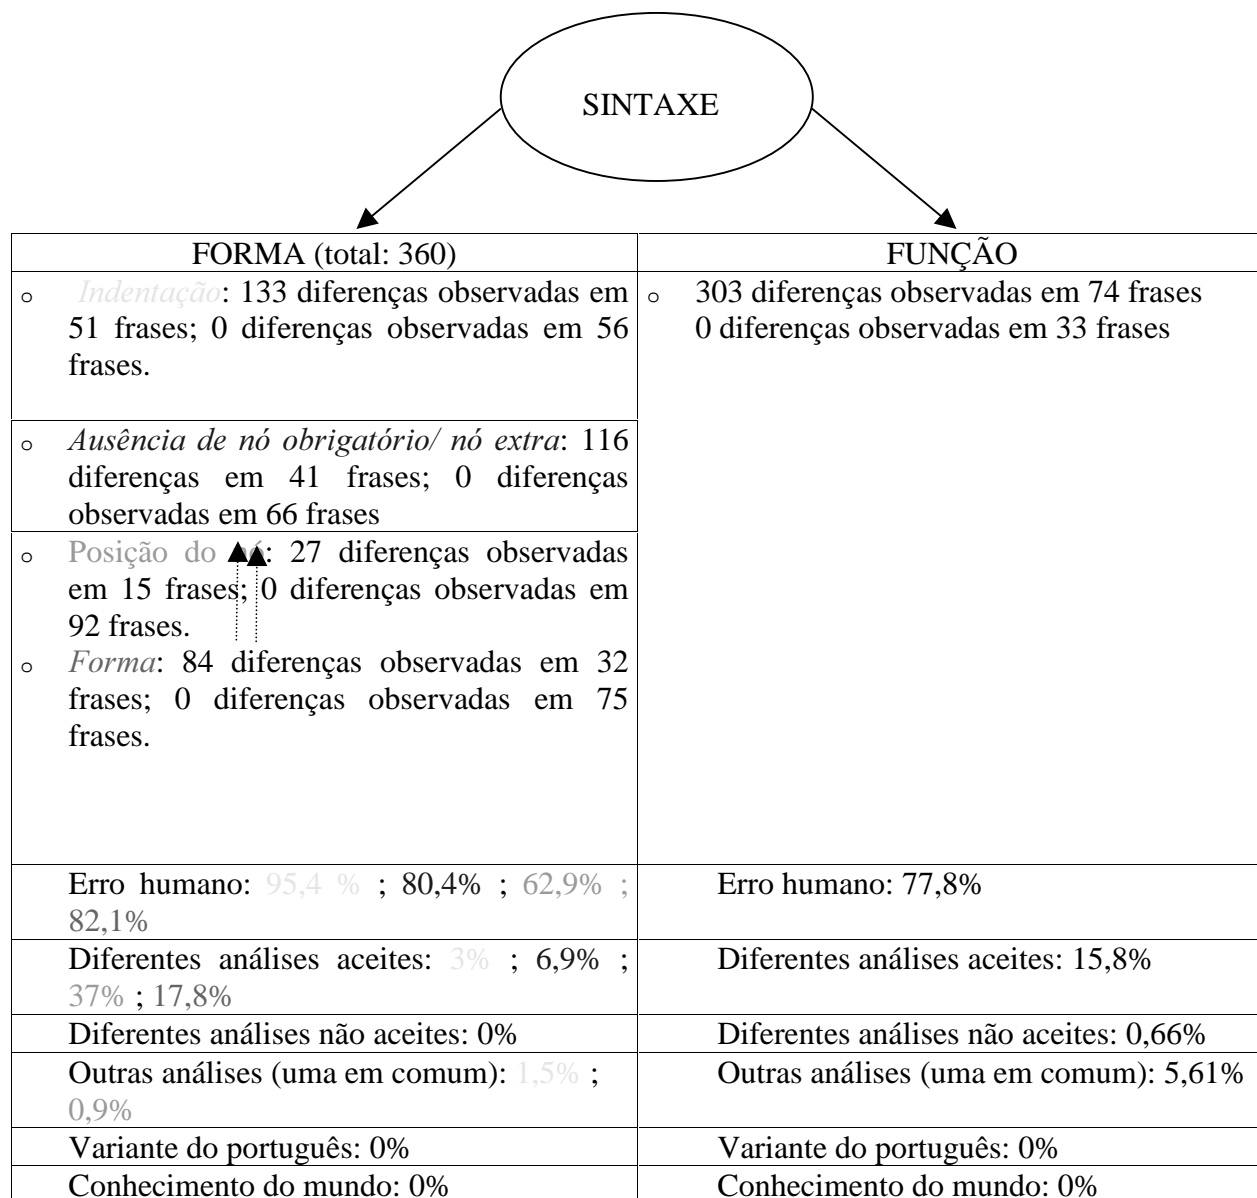 SINTAXE
FORMA (total: 360)
FUNÇÃO
o Indentação: 133 diferenças observadas em
51 frases; 0 diferenças observadas em 56
frases.
o 303 diferenças observadas em 74 frases
0 diferenças observadas em 33 frases
o Ausência de nó obrigatório/ nó extra: 116
diferenças em 41 frases; 0 diferenças
observadas em 66 frases
o Posição do nó: 27 diferenças observadas
em 15 frases; 0 diferenças observadas em
92 frases.
o Forma: 84 diferenças observadas em 32
frases; 0 diferenças observadas em 75
frases.
Erro humano: 95,4 % ; 80,4% ; 62,9% ;
82,1%
Erro humano: 77,8%
Diferentes análises aceites: 3% ; 6,9% ;
37% ; 17,8%
Diferentes análises aceites: 15,8%
Diferentes análises não aceites: 0%
Diferentes análises não aceites: 0,66%
Outras análises (uma em comum): 1,5% ;
0,9%
Outras análises (uma em comum): 5,61%
Variante do português: 0%
Variante do português: 0%
Conhecimento do mundo: 0%
Conhecimento do mundo: 0%